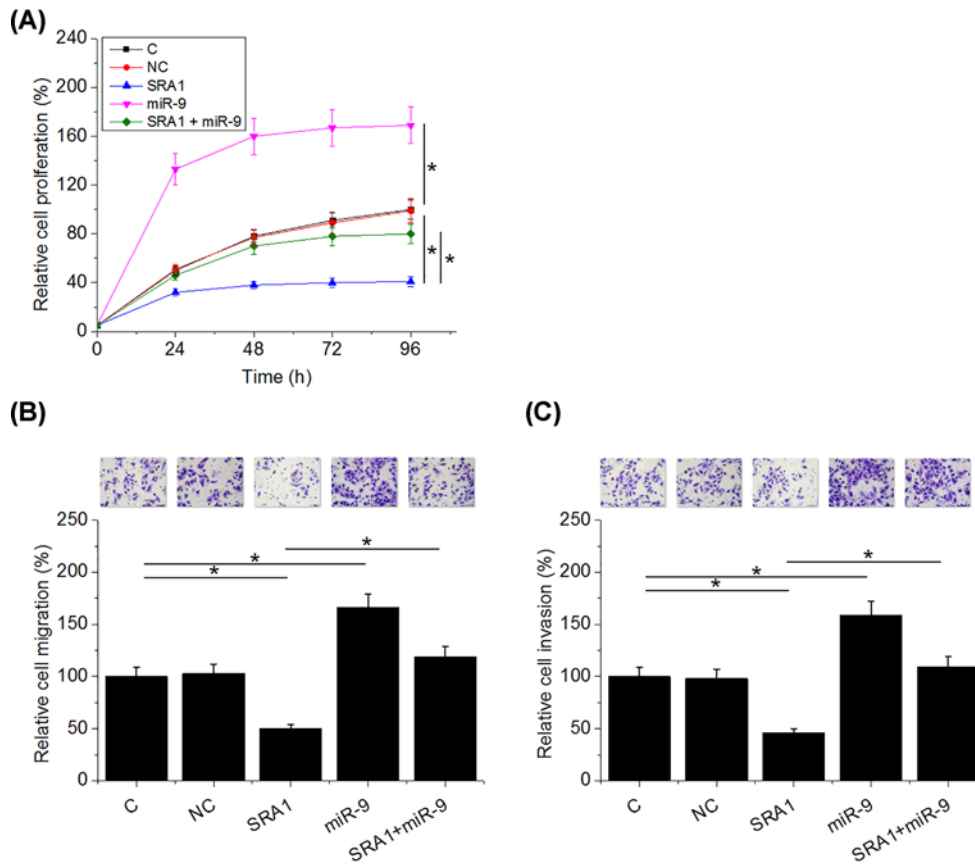 (A)
240
200
160
120
80
40
0
Relative cell prolferation (%)
C
NC
SRA1
miR-9
SRA1 + miR-9
*
*
*
0 24 48 72 96
Time (h)
(B)
250
200
150
100
50
0
Relative cell migration (%)
*
*
*
C NC SRA1 miR-9 SRA1+miR-9
(C)
250
200
150
100
50
0
Relative cell invasion (%)
*
*
*
C NC SRA1 miR-9 SRA1+miR-9